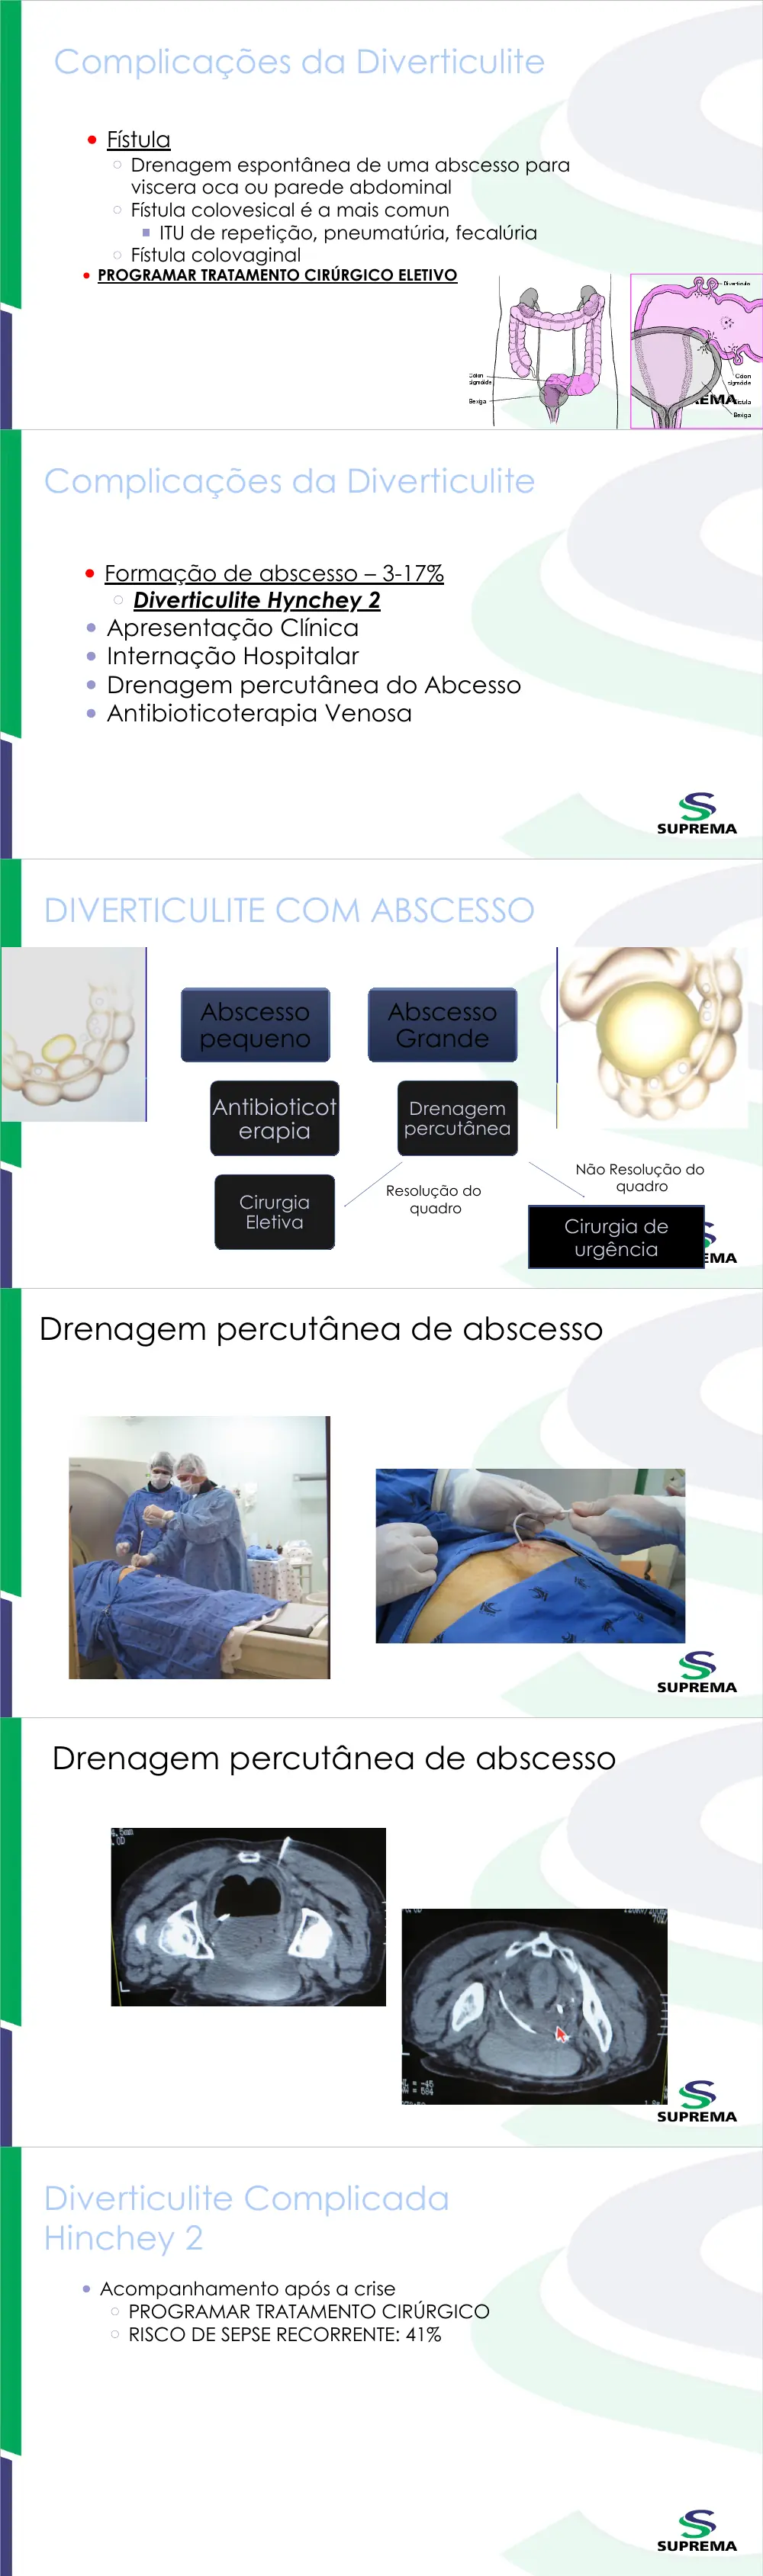 Complicações da Diverticulite
Fístula
Drenagem espontânea de uma abscesso para
viscera oca ou parede abdominal
Fístula colovesical é a mais comun
ITU de repetição, pneumatúria, fecalúria
Fístula colovaginal
PROGRAMAR TRATAMENTO CIRÚRGICO ELETIVO
Cólon
sigmóide
Bexiga
Divertículo
Cólon
sigmóide
Fístula
Bexiga
EMA
Complicações da Diverticulite
Formação de abscesso – 3-17%
Diverticulite Hynchey 2
Apresentação Clínica
Internação Hospitalar
Drenagem percutânea do Abcesso
Antibioticoterapia Venosa
SUPREMA
DIVERTICULITE COM ABSCESSO
Abscesso
pequeno
Abscesso
Grande
Antibioticot
erapia
Drenagem
percutânea
Cirurgia
Eletiva
Resolução do
quadro
Não Resolução do
quadro
Cirurgia de
urgência
EMA
Drenagem percutânea de abscesso
SUPREMA
Drenagem percutânea de abscesso
L
SUPREMA
Diverticulite Complicada
Hinchey 2
Acompanhamento após a crise
PROGRAMAR TRATAMENTO CIRÚRGICO
RISCO DE SEPSE RECORRENTE: 41%
SUPREMA